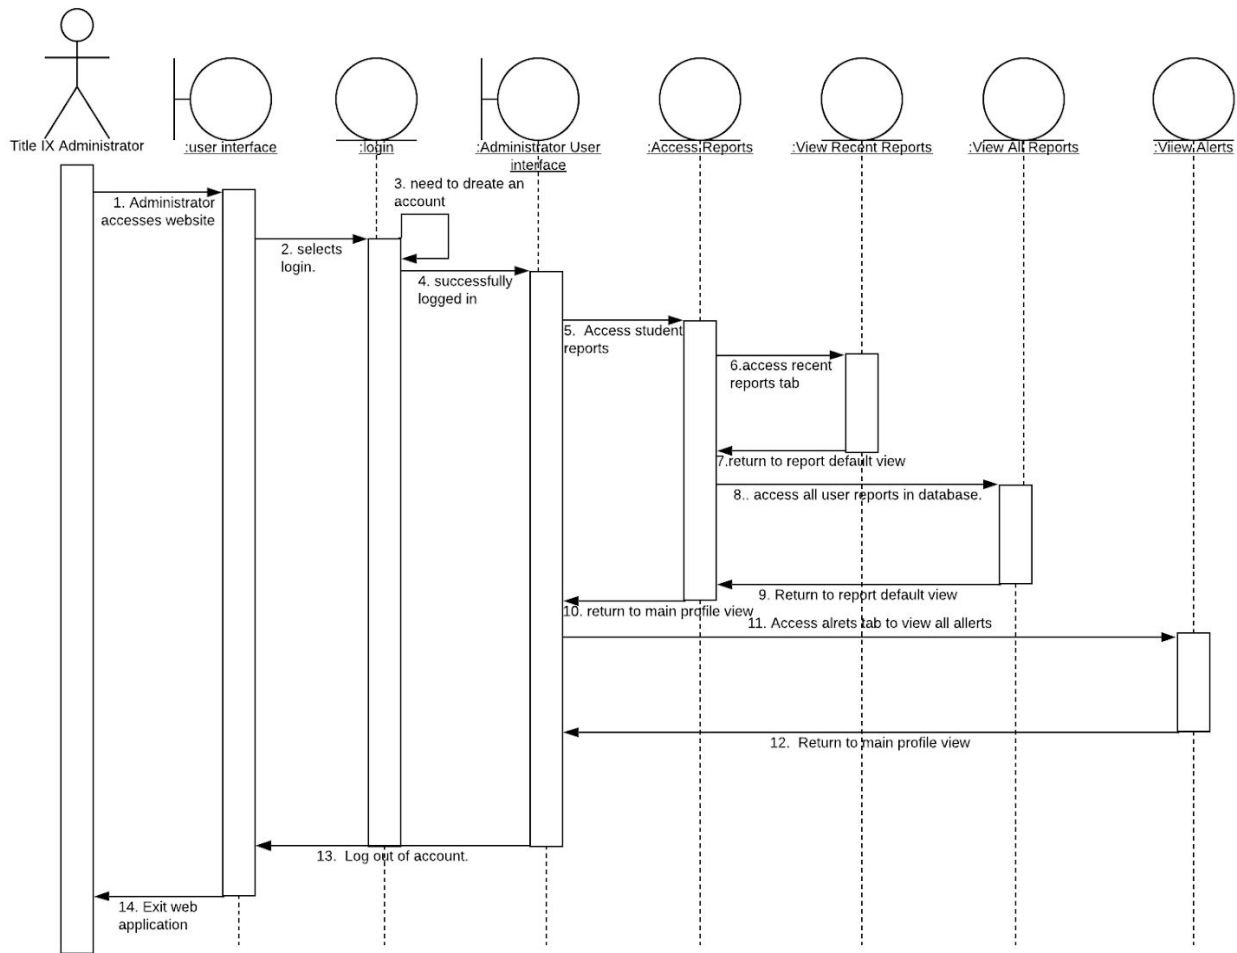 Title IX Administrator
:user interface
:login
:Administrator User
interface
:Access Reports
:View Recent Reports
:View All Reports
:Viiew Alerts
1. Administrator
accesses website
2. selects
login.
3. need to dreate an
account
4. successfully
logged in
5. Access student
reports
6.access recent
reports tab
7.return to report default view
8.. access all user reports in database.
9. Return to report default view
10. return to main profile view
11. Access alrets tab to view all allerts
12. Return to main profile view
13. Log out of account.
14. Exit web
application